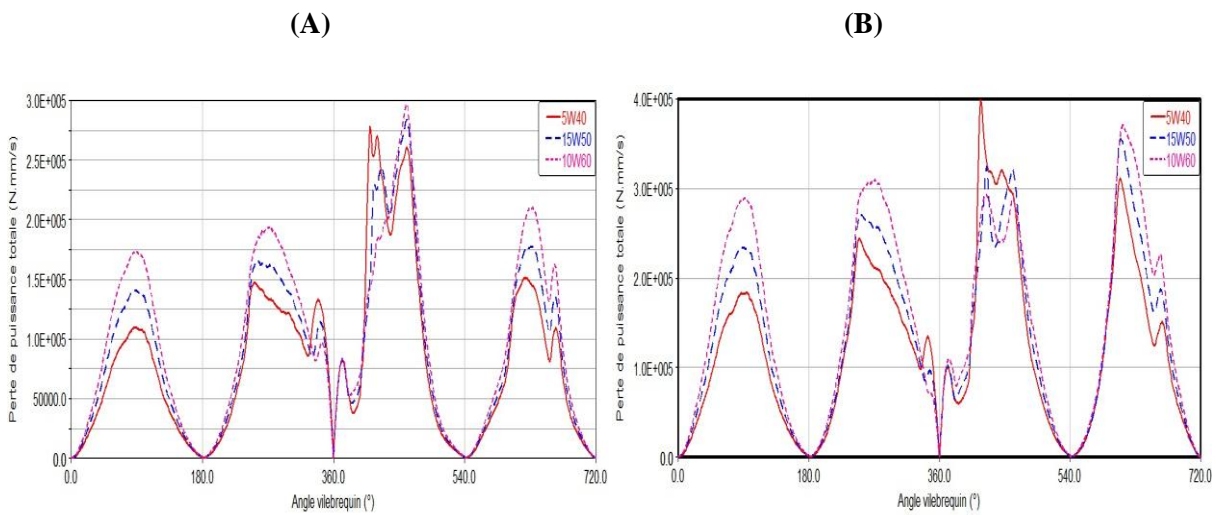 (A)
(B)
Perte de puissance totale (N.mm/s)
3.0E+005
2.5E+005
2.0E+005
1.5E+005
1.0E+005
50000.0
0.0
5W40
15W50
10W60
0.0 180.0 360.0 540.0 720.0
Angle vilebrequin (°)
Perte de puissance totale (N.mm/s)
4.0E+005
3.0E+005
2.0E+005
1.0E+005
0.0
5W40
15W50
10W60
0.0 180.0 360.0 540.0 720.0
Angle vilebrequin (°)